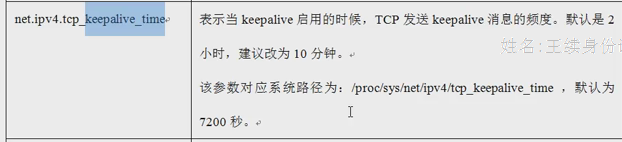 net.ipv4.tcp_keepalive_time
表示当 keepalive 启用的时候，TCP 发送 keepalive 消息的频度。默认是 2
小时，建议改为 10 分钟。
姓名:王续身份证
该参数对应系统路径为：/proc/sys/net/ipv4/tcp_keepalive_time ，默认为
7200 秒。